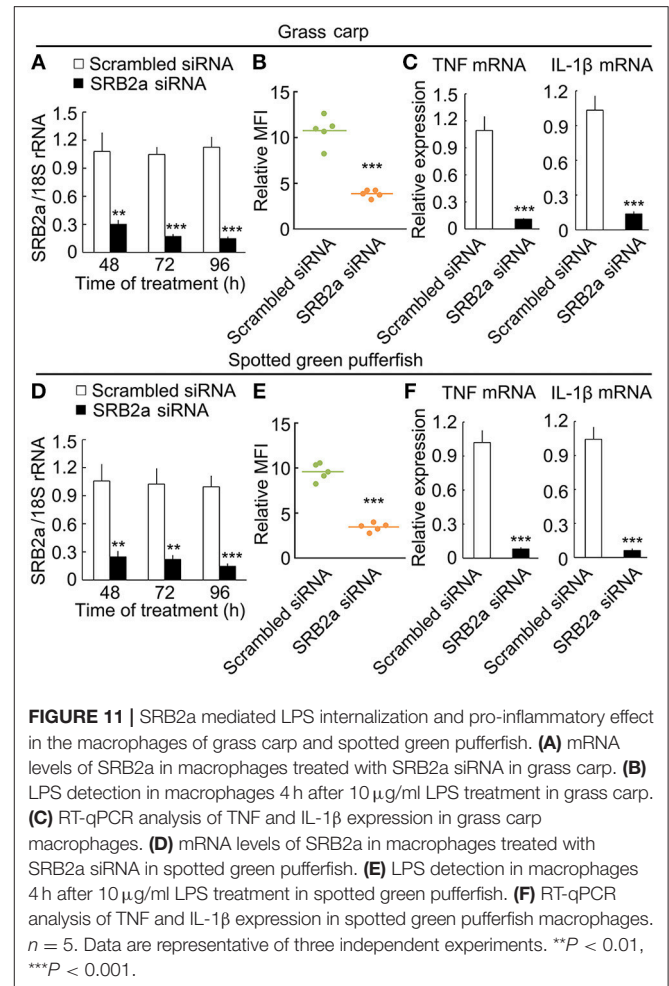 Grass carp
A
□ Scrambled siRNA
■ SRB2a siRNA
SRB2a/18S rRNA
1.5
1.2
0.9
0.6
0.3
0
** *** ***
48 72 96
Time of treatment (h)
B
Relative MFI
15
10
5
0
***
Scrambled siRNA
SRB2a siRNA
C
TNF mRNA
Relative expression
1.5
1.2
0.9
0.6
0.3
0
***
Scrambled siRNA
SRB2a siRNA
IL-1β mRNA
1.2
0.9
0.6
0.3
0
***
Scrambled siRNA
SRB2a siRNA
Spotted green pufferfish
D
□ Scrambled siRNA
■ SRB2a siRNA
SRB2a/18S rRNA
1.5
1.2
0.9
0.6
0.3
0
** ** ***
48 72 96
Time of treatment (h)
E
Relative MFI
15
10
5
0
***
Scrambled siRNA
SRB2a siRNA
F
TNF mRNA
Relative expression
1.2
0.9
0.6
0.3
0
***
Scrambled siRNA
SRB2a siRNA
IL-1β mRNA
1.2
0.9
0.6
0.3
0
***
Scrambled siRNA
SRB2a siRNA
FIGURE 11 | SRB2a mediated LPS internalization and pro-inflammatory effect
in the macrophages of grass carp and spotted green pufferfish. (A) mRNA
levels of SRB2a in macrophages treated with SRB2a siRNA in grass carp. (B)
LPS detection in macrophages 4 h after 10 μg/ml LPS treatment in grass carp.
(C) RT-qPCR analysis of TNF and IL-1β expression in grass carp
macrophages. (D) mRNA levels of SRB2a in macrophages treated with
SRB2a siRNA in spotted green pufferfish. (E) LPS detection in macrophages
4 h after 10 μg/ml LPS treatment in spotted green pufferfish. (F) RT-qPCR
analysis of TNF and IL-1β expression in spotted green pufferfish macrophages.
n = 5. Data are representative of three independent experiments. **P < 0.01,
***P < 0.001.